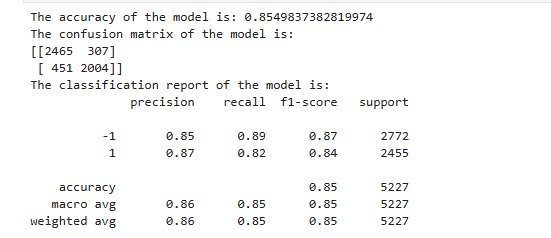 The accuracy of the model is: 0.8549837382819974
The confusion matrix of the model is:
[[2465  307]
 [ 451 2004]]
The classification report of the model is:
              precision    recall  f1-score   support

          -1       0.85      0.89      0.87      2772
           1       0.87      0.82      0.84      2455

    accuracy                           0.85      5227
   macro avg       0.86      0.85      0.85      5227
weighted avg       0.86      0.85      0.85      5227